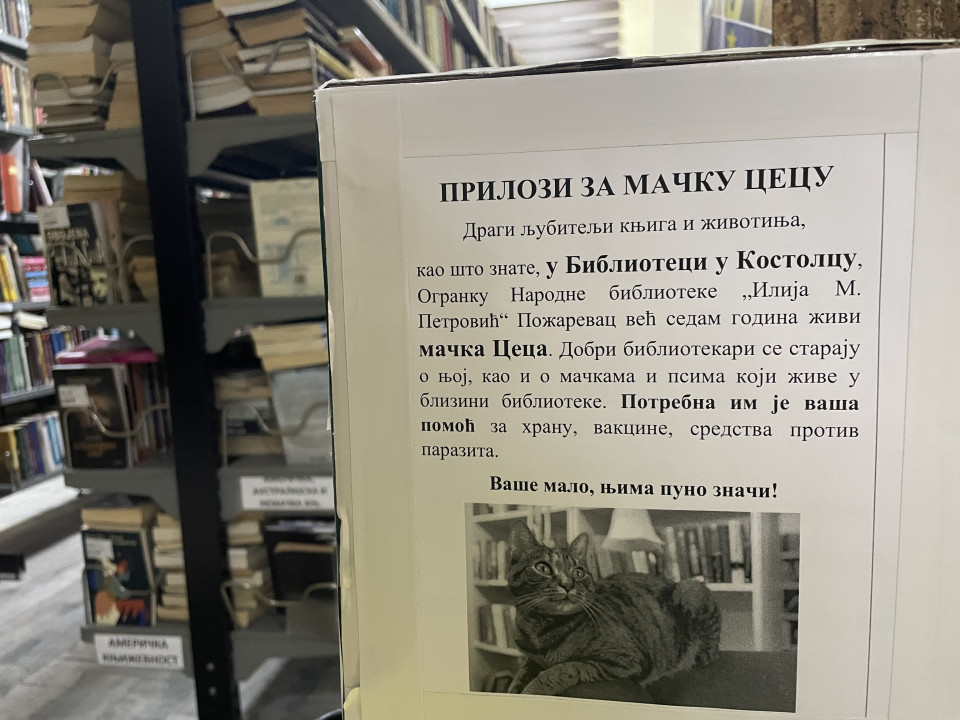 ПРИЛОЗИ ЗА МАЧКУ ЦЕЦУ
Драги љубитељи књига и животиња,
као што знате, у Библиотеци у Костолцу,
Огранку Народне библиотеке „Илија М.
Петровић“ Пожаревац већ седам година живи
мачка Цеца. Добри библиотекари се старају
о њој, као и о мачкама и псима који живе у
близини библиотеке. Потребна им је ваша
помоћ за храну, вакцине, средства против
паразита.
Ваше мало, њима пуно значи!
АМЕРИЧКА
КЊИЖЕВНОСТ